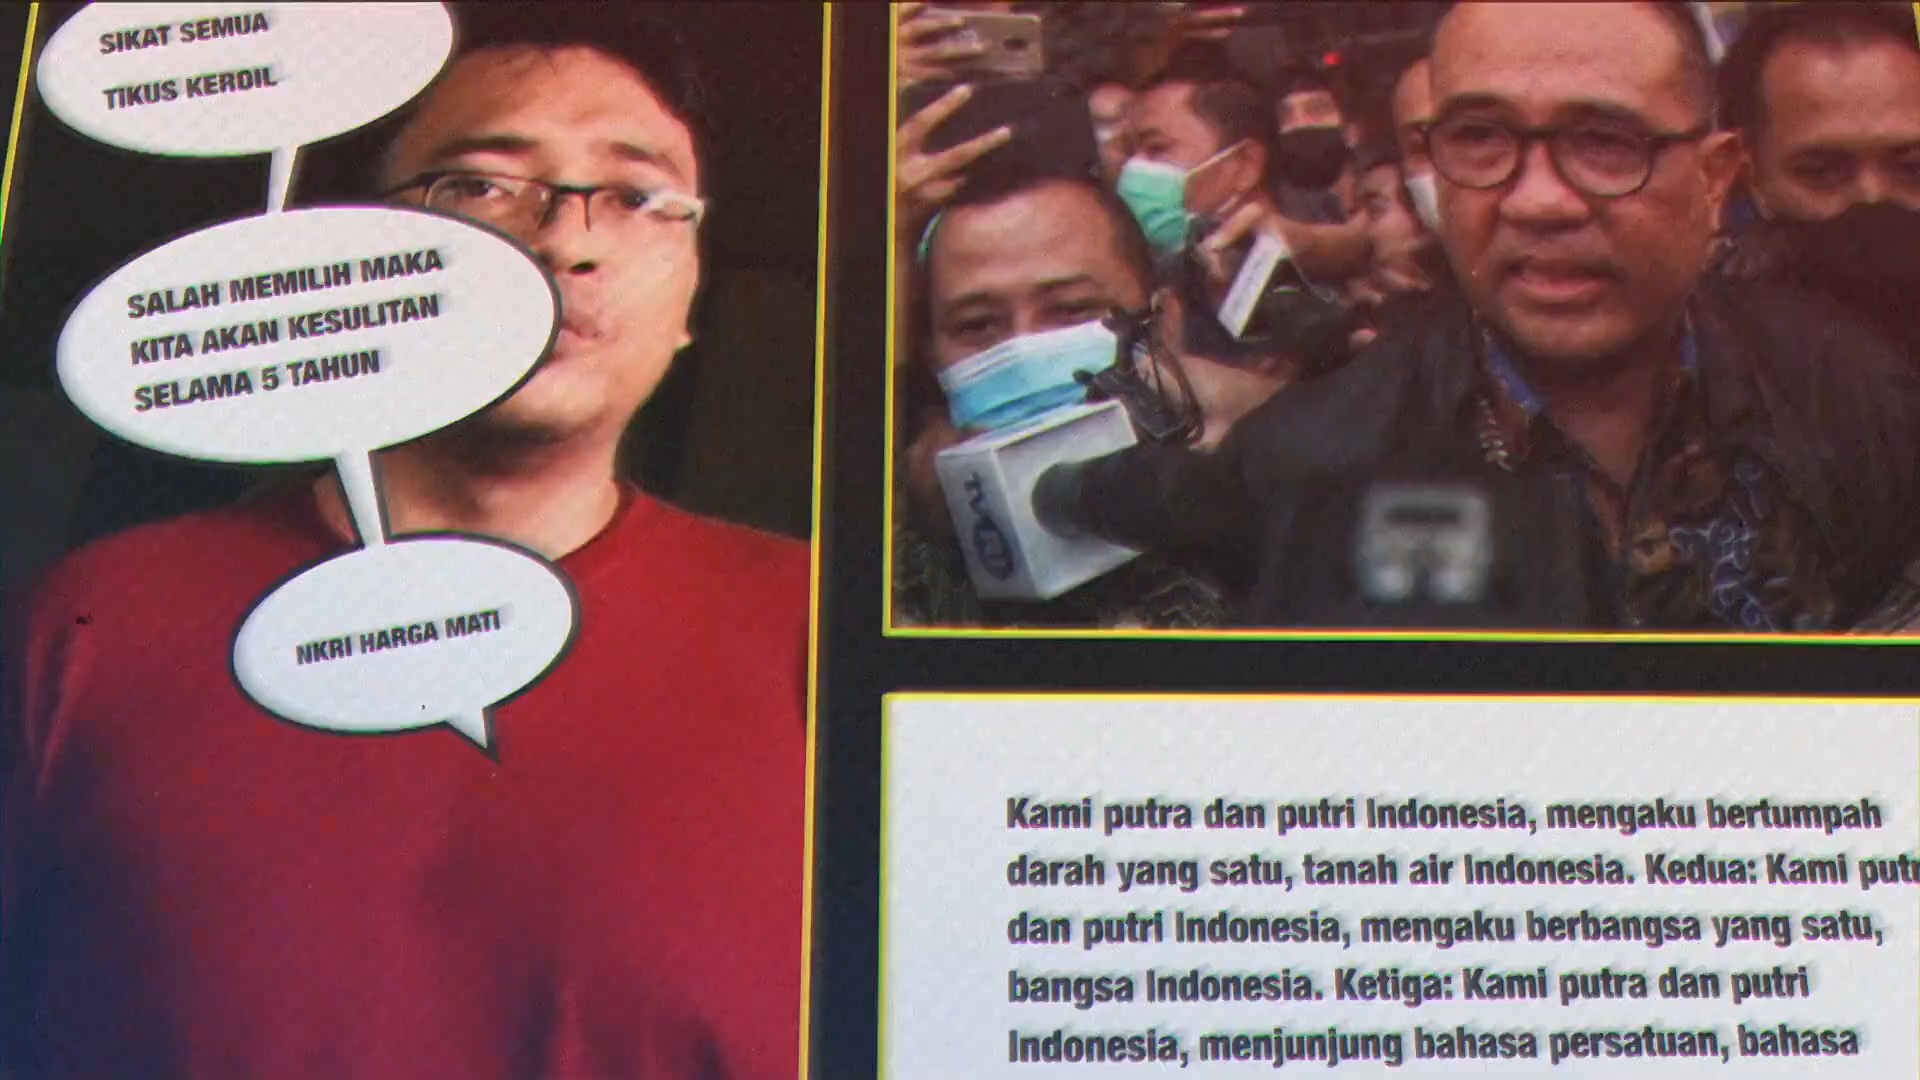 SIKAT SEMUA
TIKUS KERDIL
SALAH MEMILIH MAKA
KITA AKAN KESULITAN
SELAMA 5 TAHUN
NKRI HARGA MATI
tvOne
Kami putra dan putri Indonesia, mengaku bertumpah
darah yang satu, tanah air Indonesia. Kedua: Kami putr
dan putri Indonesia, mengaku berbangsa yang satu,
bangsa Indonesia. Ketiga: Kami putra dan putri
Indonesia, menjunjung bahasa persatuan, bahasa